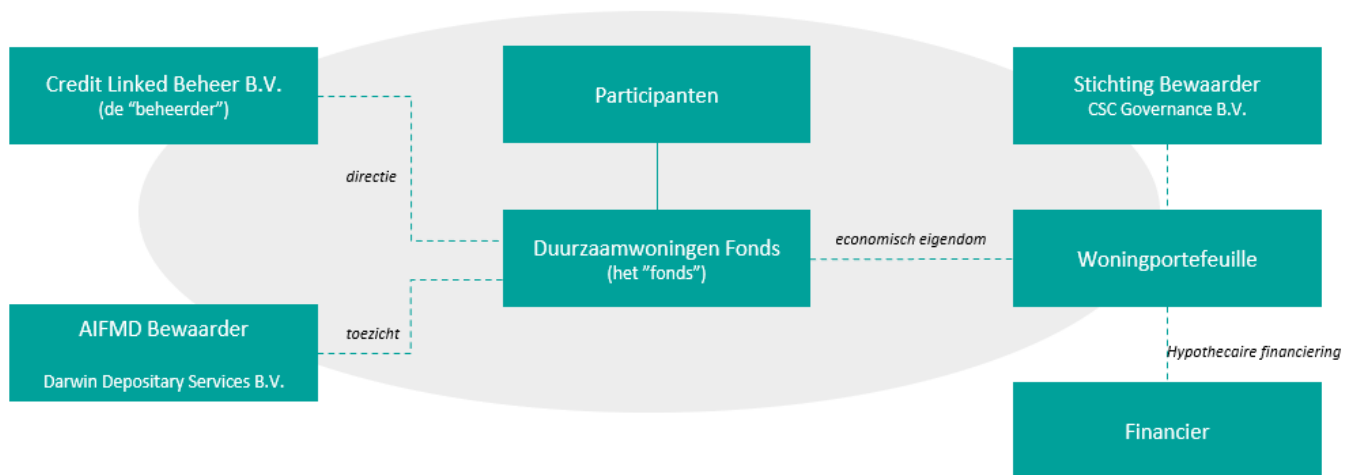 Credit Linked Beheer B.V.
(de "beheerder")
Participanten
Stichting Bewaarder
CSC Governance B.V.
directie
Duurzaamwoningen Fonds
(het "fonds")
economisch eigendom
Woningportefeuille
AIFMD Bewaarder
Darwin Depositary Services B.V.
toezicht
Hypothecaire financiering
Financier